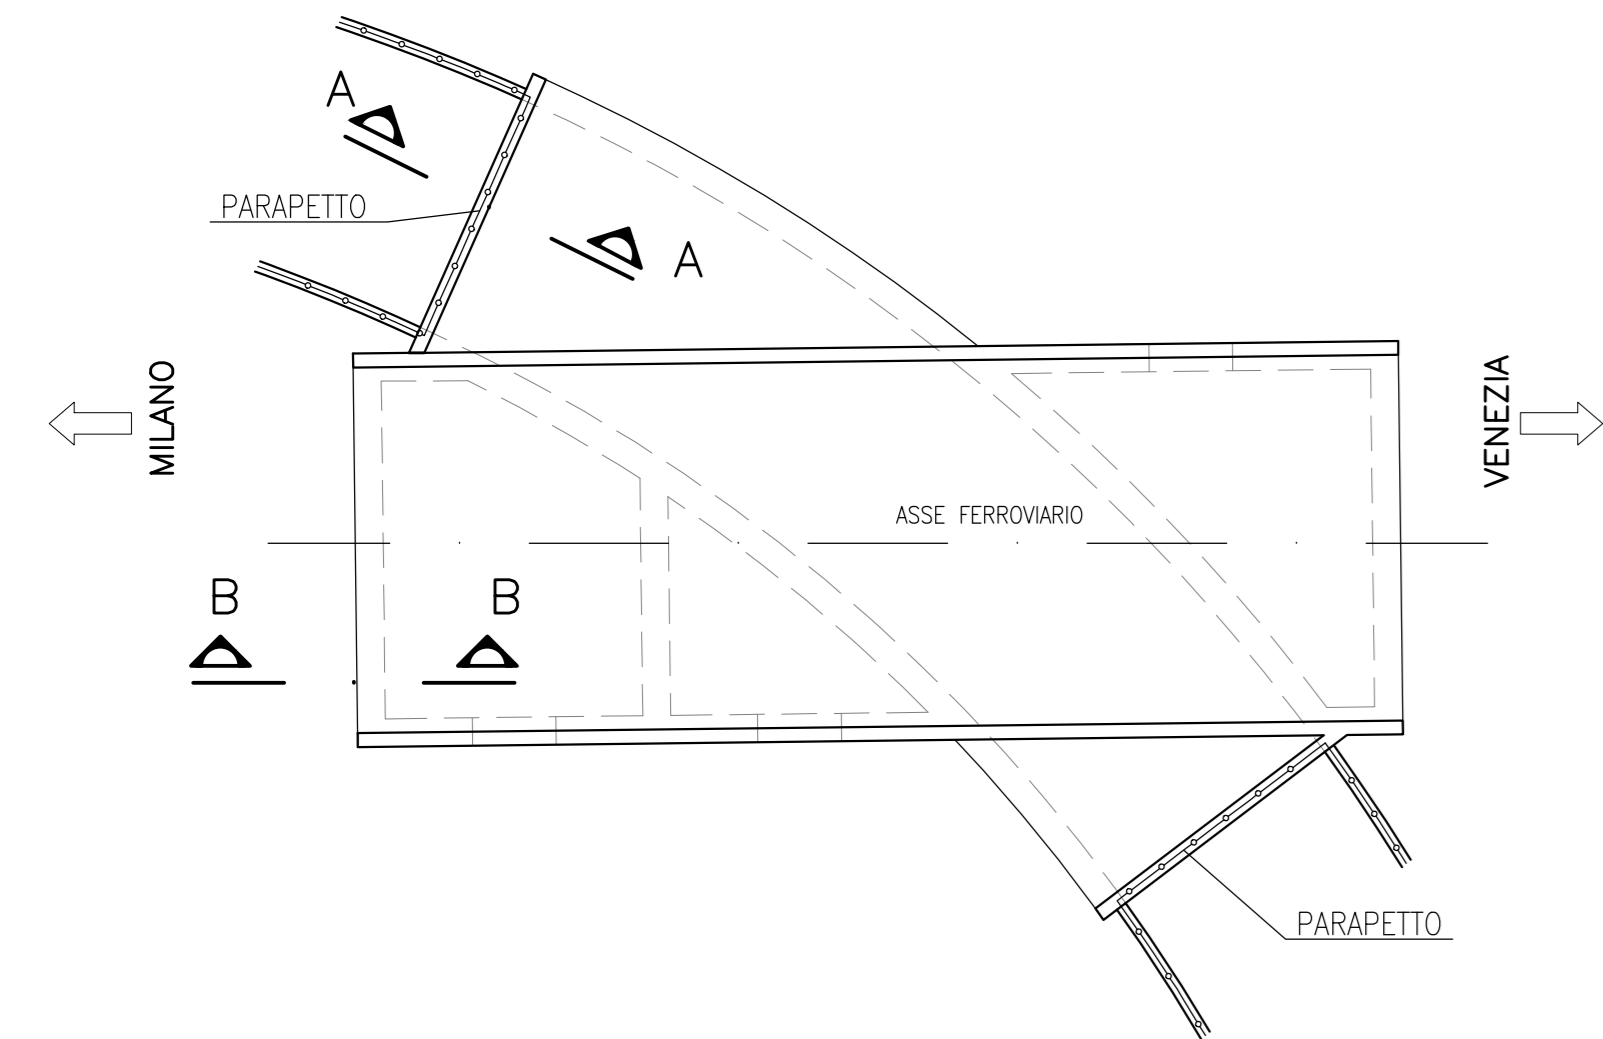 A
PARAPETTO
A
MILANO
VENEZIA
ASSE FERROVIARIO
B
B
PARAPETTO